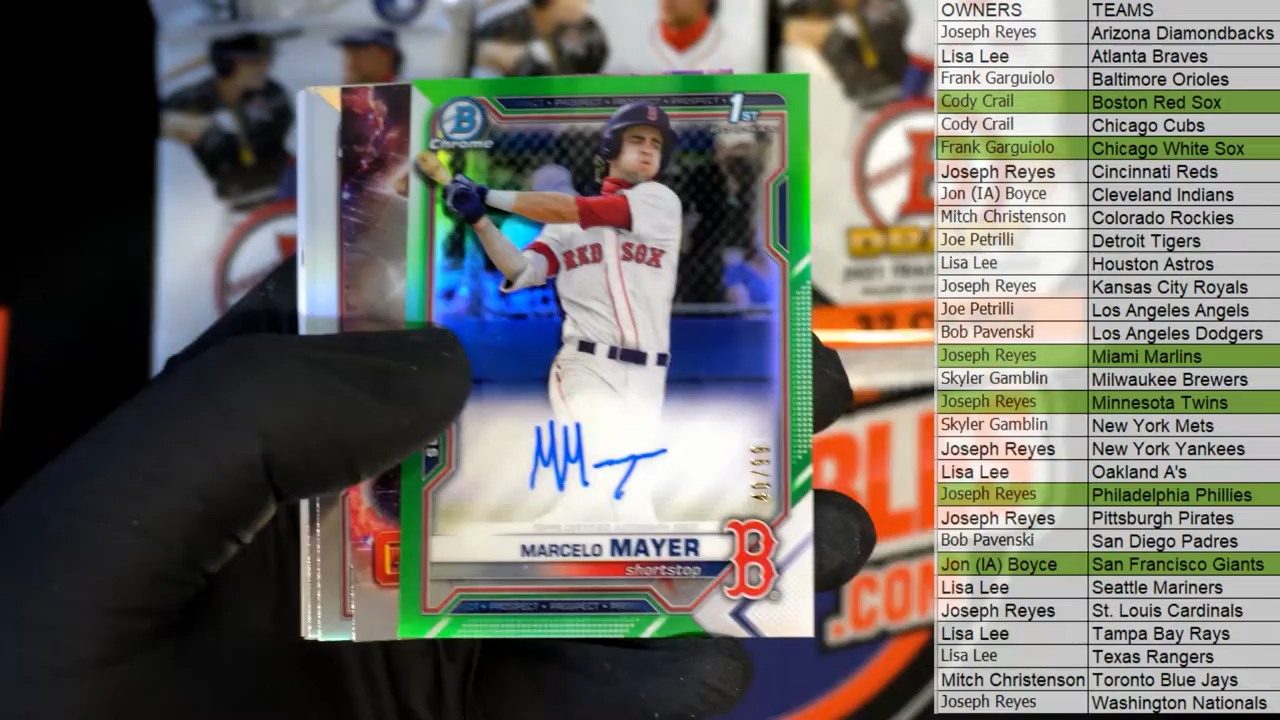 OWNERS TEAMS
Joseph Reyes Arizona Diamondbacks
Lisa Lee Atlanta Braves
Frank Garguiolo Baltimore Orioles
Cody Crail Boston Red Sox
Cody Crail Chicago Cubs
Frank Garguiolo Chicago White Sox
Joseph Reyes Cincinnati Reds
Jon (IA) Boyce Cleveland Indians
Mitch Christenson Colorado Rockies
Joe Petrilli Detroit Tigers
Lisa Lee Houston Astros
Joseph Reyes Kansas City Royals
Joe Petrilli Los Angeles Angels
Bob Pavenski Los Angeles Dodgers
Joseph Reyes Miami Marlins
Skyler Gamblin Milwaukee Brewers
Joseph Reyes Minnesota Twins
Skyler Gamblin New York Mets
Joseph Reyes New York Yankees
Lisa Lee Oakland A's
Joseph Reyes Philadelphia Phillies
Joseph Reyes Pittsburgh Pirates
Bob Pavenski San Diego Padres
Jon (IA) Boyce San Francisco Giants
Lisa Lee Seattle Mariners
Joseph Reyes St. Louis Cardinals
Lisa Lee Tampa Bay Rays
Lisa Lee Texas Rangers
Mitch Christenson Toronto Blue Jays
Joseph Reyes Washington Nationals
PROSPECT PROSPECT
1ST
B
Chrome
B
RED SOX
MARCELO MAYER
shortstop
B
PROSPECT PROSPECT
.COM